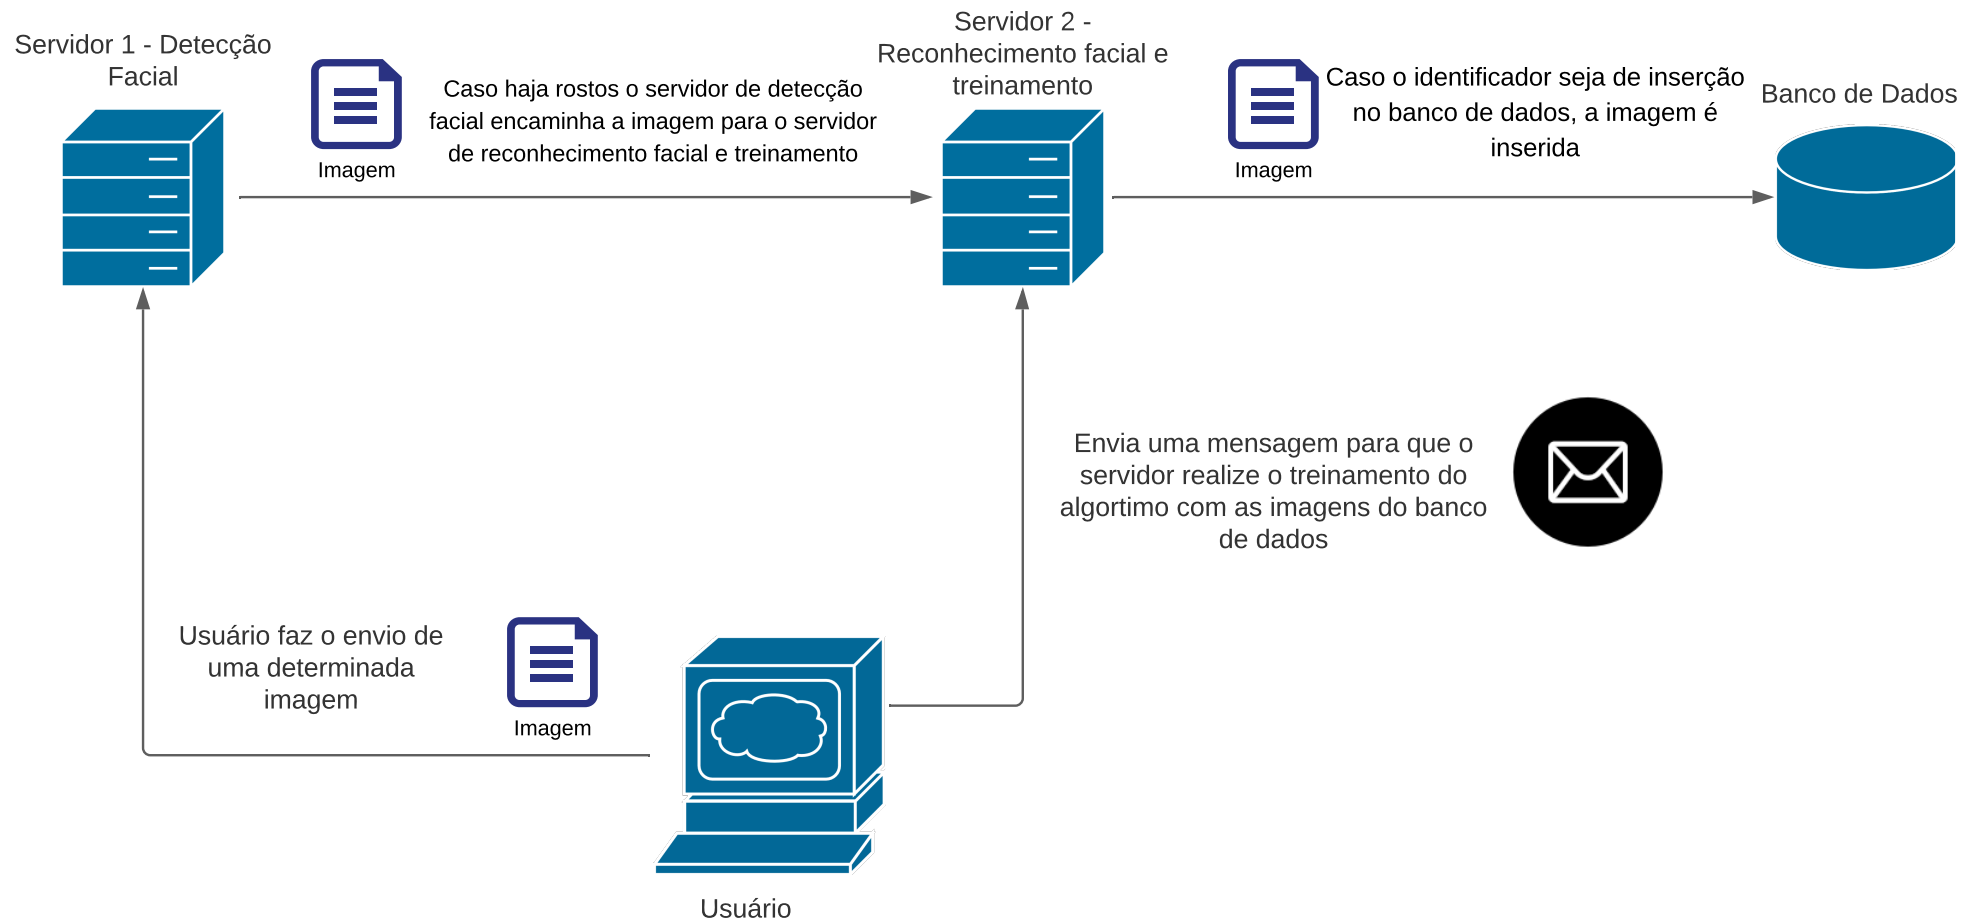 Servidor 1 - Detecção
Facial
Imagem
Caso haja rostos o servidor de detecção
facial encaminha a imagem para o servidor
de reconhecimento facial e treinamento
Servidor 2 -
Reconhecimento facial e
treinamento
Imagem
Caso o identificador seja de inserção
no banco de dados, a imagem é
inserida
Banco de Dados
Envia uma mensagem para que o
servidor realize o treinamento do
algortimo com as imagens do banco
de dados
Usuário faz o envio de
uma determinada
imagem
Imagem
Usuário